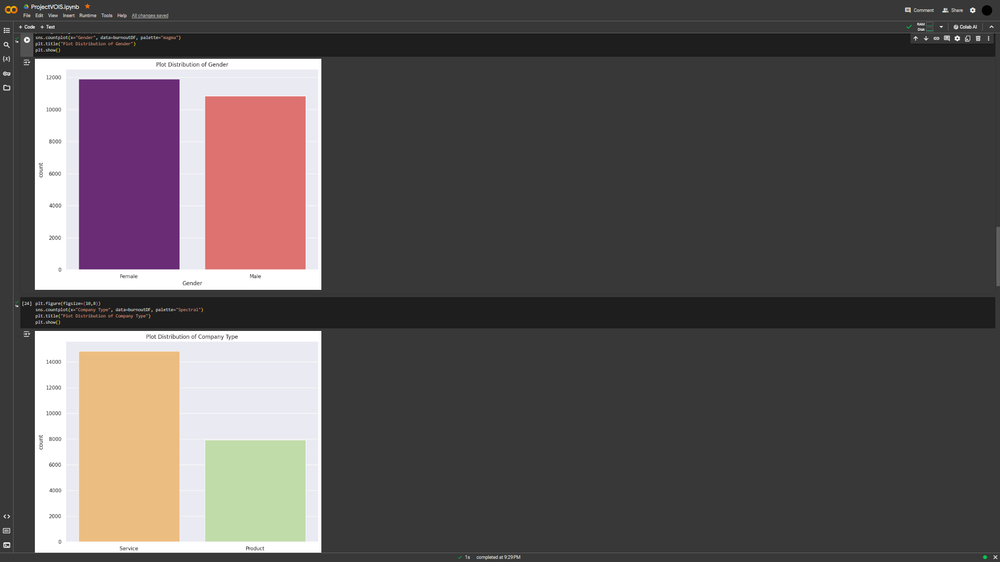 ProjectVOIS.ipynb
File Edit View Insert Runtime Tools Help All changes saved
Comment Share
+ Code + Text
RAM
Disk
Colab AI
sns.countplot(x="Gender", data=burnoutDF, palette="magma")
plt.title("Plot Distribution of Gender")
plt.show()
1s
Plot Distribution of Gender
12000
10000
8000
6000
4000
2000
0
count
Female Male
Gender
[24] plt.figure(figsize=(10,8))
sns.countplot(x="Company Type", data=burnoutDF, palette="Spectral")
plt.title("Plot Distribution of Company Type")
plt.show()
1s
Plot Distribution of Company Type
14000
12000
10000
8000
6000
4000
2000
0
count
Service Product
1s completed at 9:29 PM